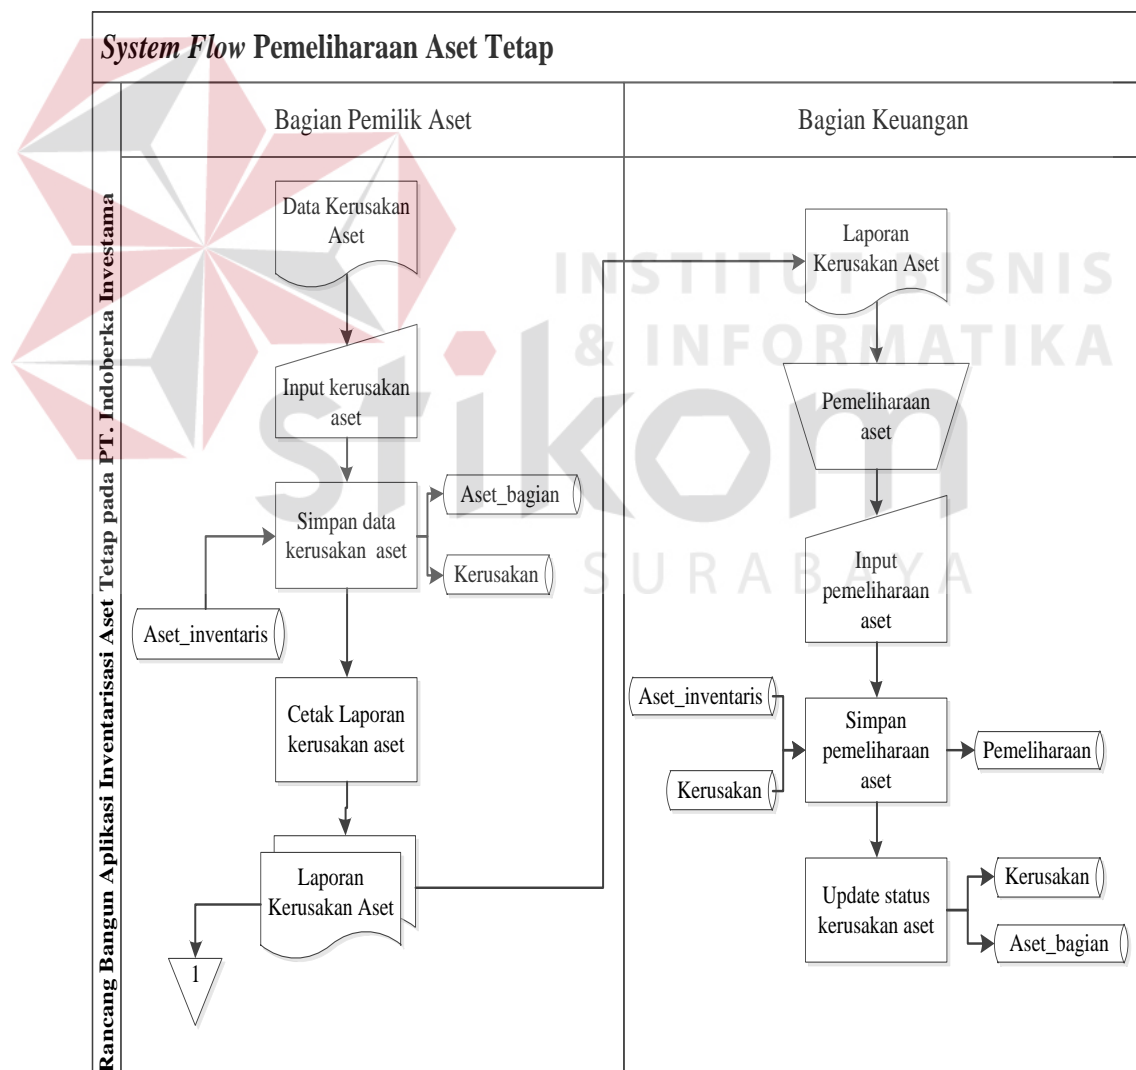 System Flow Pemeliharaan Aset Tetap
Rancang Bangun Aplikasi Inventarisasi Aset Tetap pada PT. Indoberka Investama
Bagian Pemilik Aset
Bagian Keuangan
Data Kerusakan
Aset
Input kerusakan
aset
Simpan data
kerusakan aset
Aset_bagian
Kerusakan
Aset_inventaris
Cetak Laporan
kerusakan aset
Laporan
Kerusakan Aset
1
Laporan
Kerusakan Aset
Pemeliharaan
aset
Input
pemeliharaan
aset
Aset_inventaris
Kerusakan
Simpan
pemeliharaan
aset
Pemeliharaan
Update status
kerusakan aset
Kerusakan
Aset_bagian
INSTITUT BISNIS
& INFORMATIKA
stikom
SURABAYA